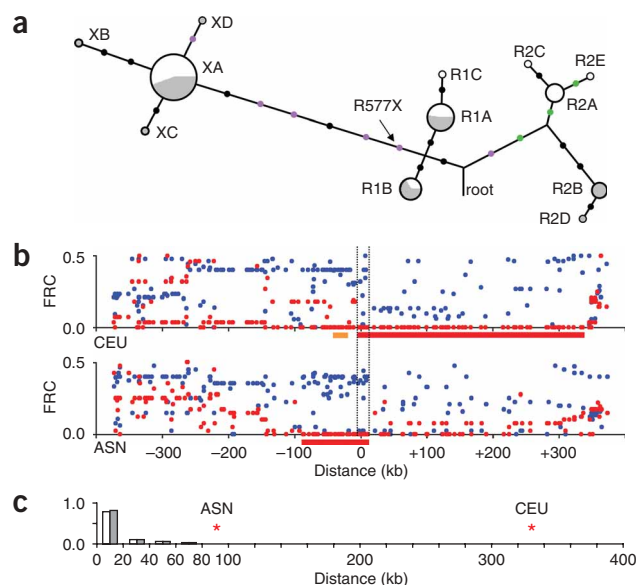 a
XB
XD
XA
XC
R577X
R1C
R1A
R1B
root
R2C
R2E
R2A
R2B
R2D
b
0.5
FRC
0.0
CEU
0.5
FRC
0.0
ASN
−300 −200 −100 0 +100 +200 +300
Distance (kb)
c
1.0
0.0
ASN
*
CEU
*
0 20 40 60 80 100 200 320 400
Distance (kb)